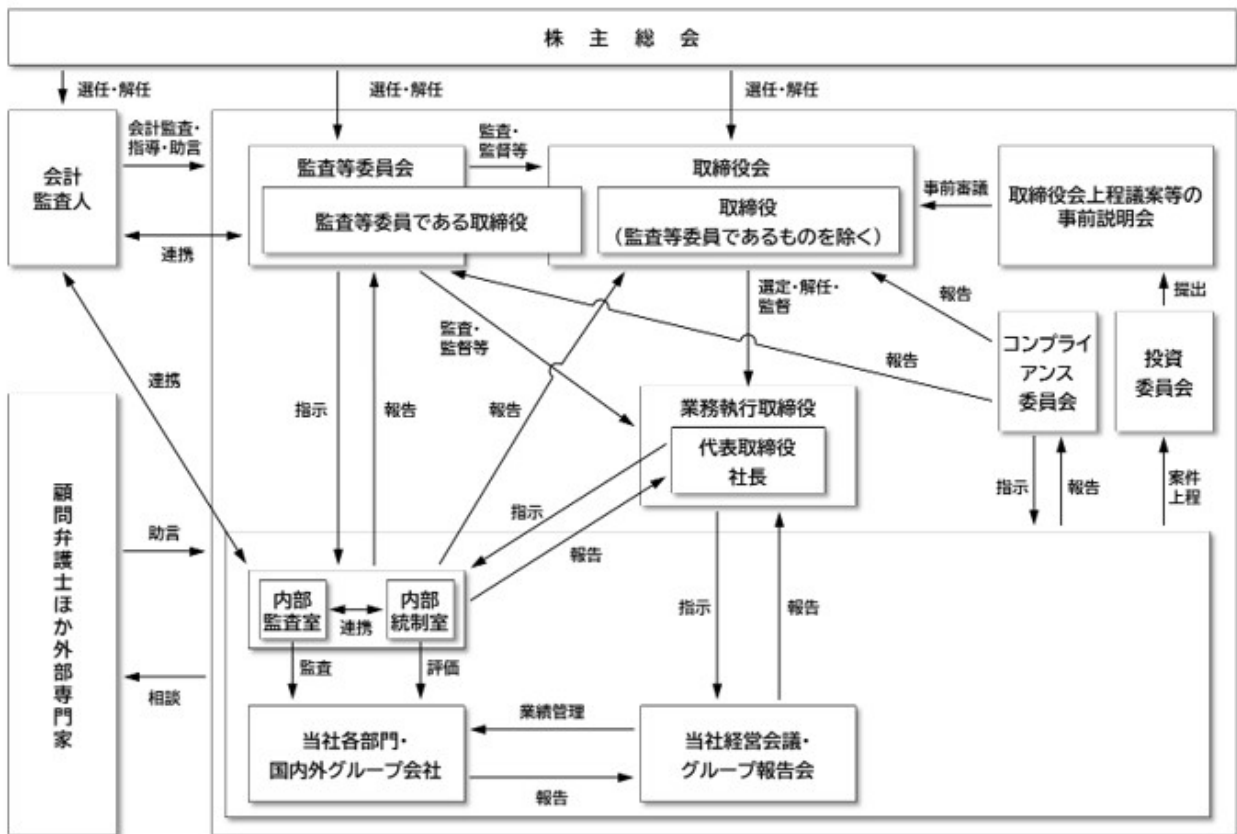 株主総会
選任・解任
選任・解任
選任・解任
会計
監査人
会計監査・
指導・助言
監査等委員会
監査等委員である取締役
監査・
監督等
取締役会
取締役
（監査等委員であるものを除く）
事前審議
取締役会上程議案等の
事前説明会
連携
連携
指示
報告
監査・
監督等
報告
選定・解任・
監督
報告
報告
提出
コンプライ
アンス
委員会
投資
委員会
業務執行取締役
代表取締役
社長
指示
報告
案件
上程
顧問弁護士ほか外部専門家
助言
相談
指示
報告
内部
監査室
連携
内部
統制室
監査
評価
指示
報告
当社各部門・
国内外グループ会社
業績管理
報告
当社経営会議・
グループ報告会